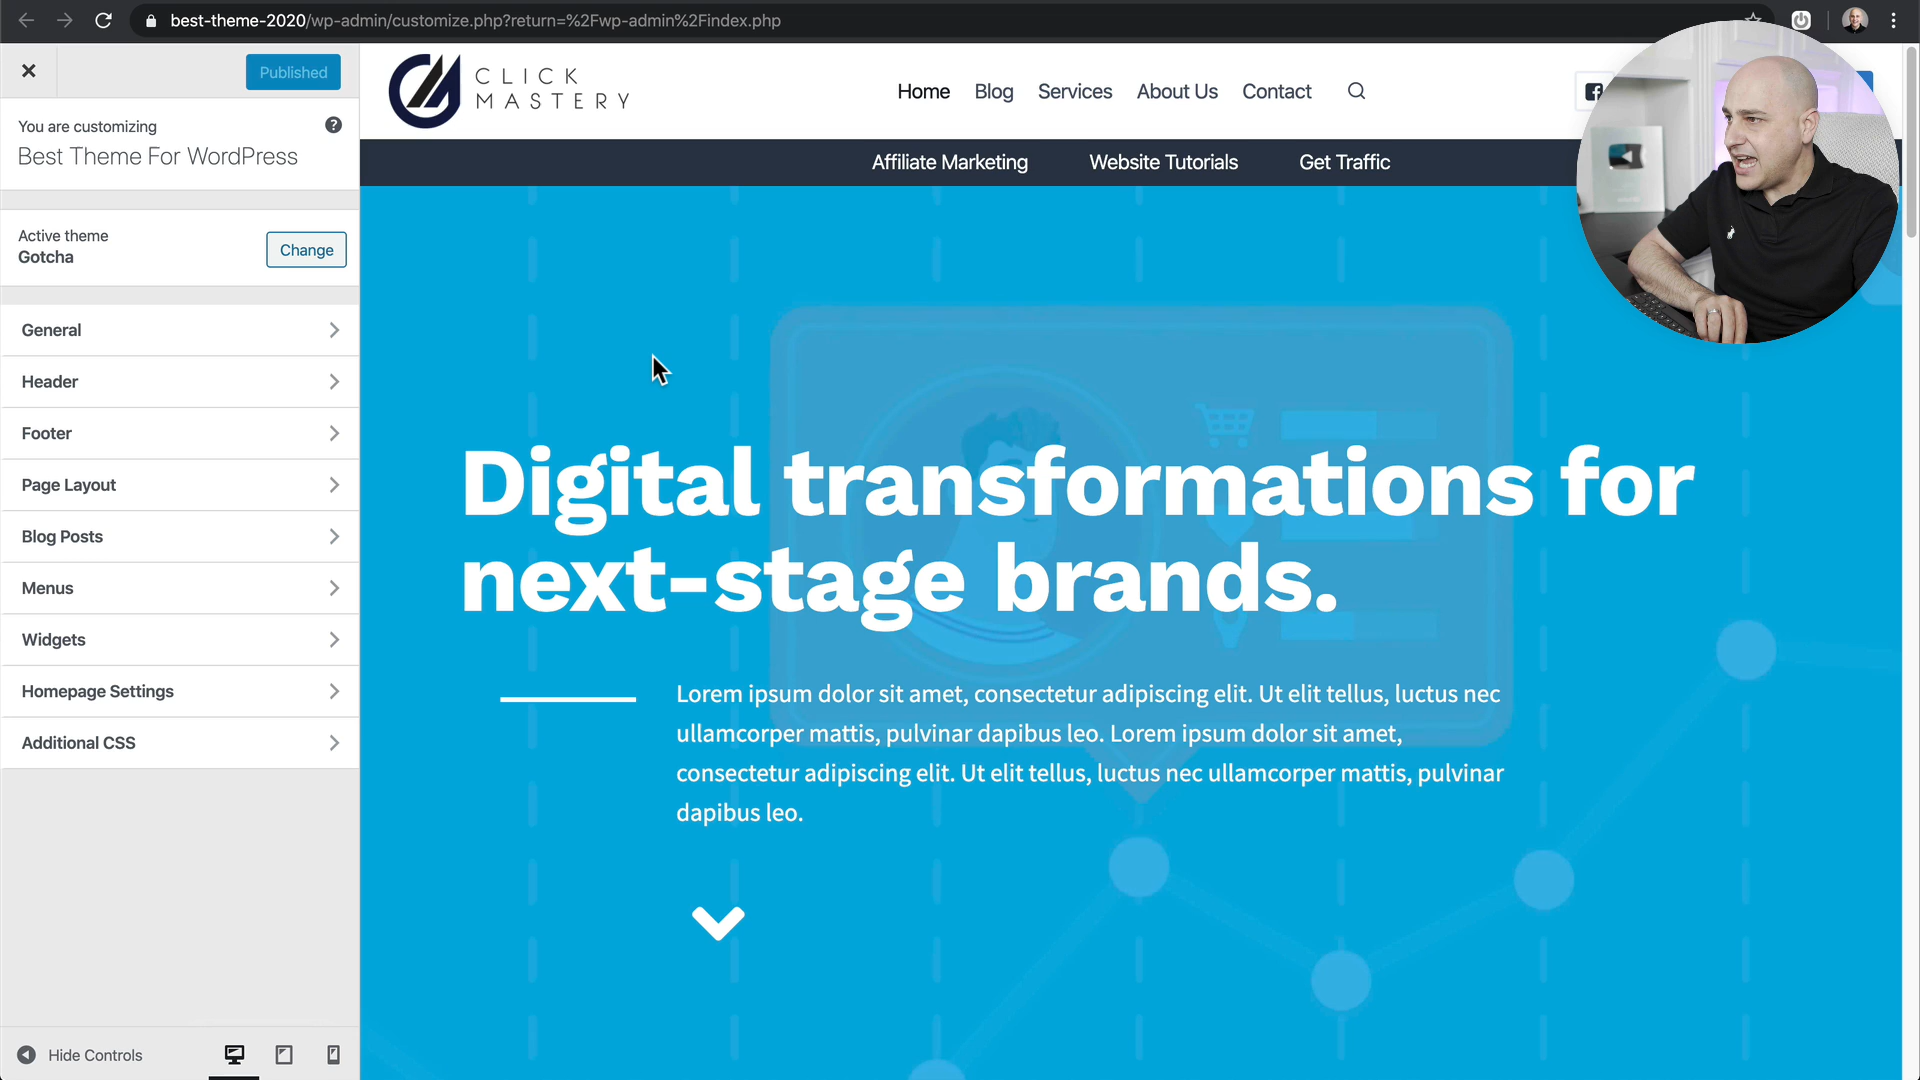 best-theme-2020/wp-admin/customize.php?return=%2Fwp-admin%2Findex.php
Published
You are customizing
Best Theme For WordPress
Active theme
Gotcha
Change
General
Header
Footer
Page Layout
Blog Posts
Menus
Widgets
Homepage Settings
Additional CSS
Hide Controls
CLICK
MASTERY
Home Blog Services About Us Contact
Affiliate Marketing Website Tutorials Get Traffic
Digital transformations for
next-stage brands.
Lorem ipsum dolor sit amet, consectetur adipiscing elit. Ut elit tellus, luctus nec
ullamcorper mattis, pulvinar dapibus leo. Lorem ipsum dolor sit amet,
consectetur adipiscing elit. Ut elit tellus, luctus nec ullamcorper mattis, pulvinar
dapibus leo.